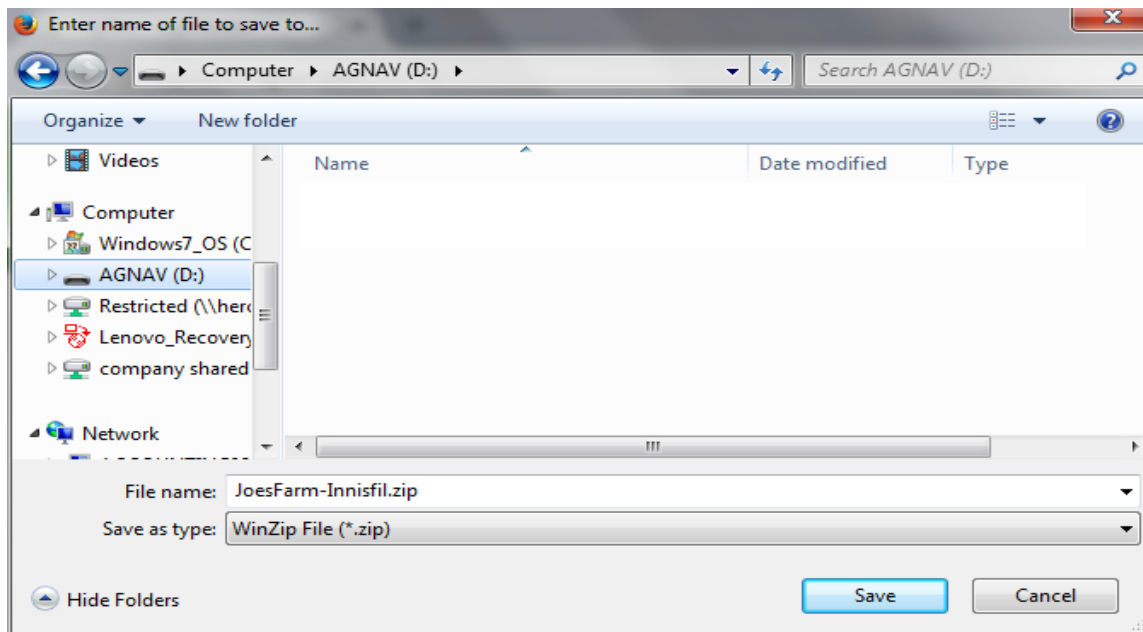 Enter name of file to save to...
Computer AGNAV (D:)
Search AGNAV (D:)
Organize
New folder
Name
Date modified
Type
Videos
Computer
Windows7_OS (C
AGNAV (D:)
Restricted (\\herc
Lenovo_Recovery
company shared
Network
File name: JoesFarm-Innisfil.zip
Save as type: WinZip File (*.zip)
Hide Folders
Save
Cancel